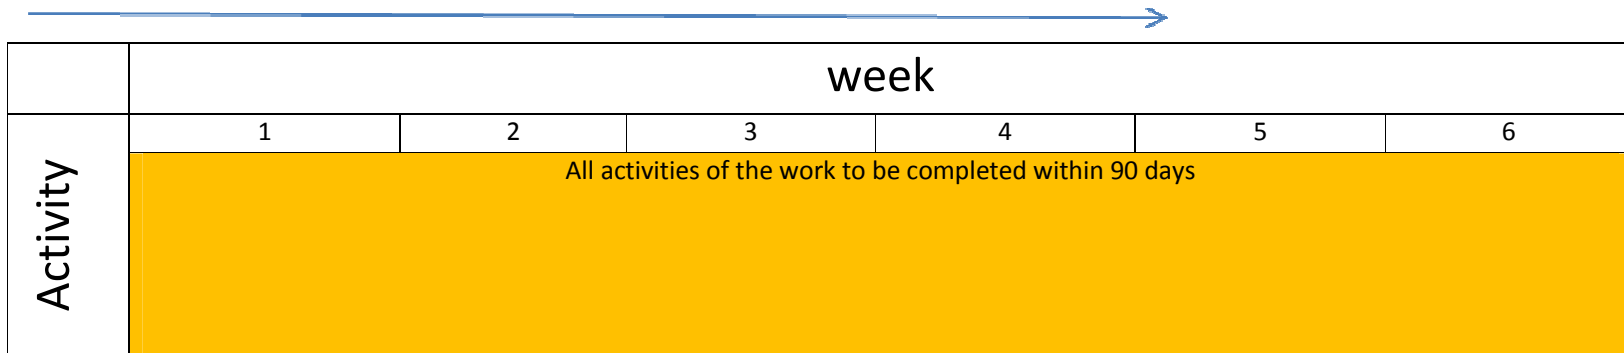 week
1 2 3 4 5 6
Activity
All activities of the work to be completed within 90 days